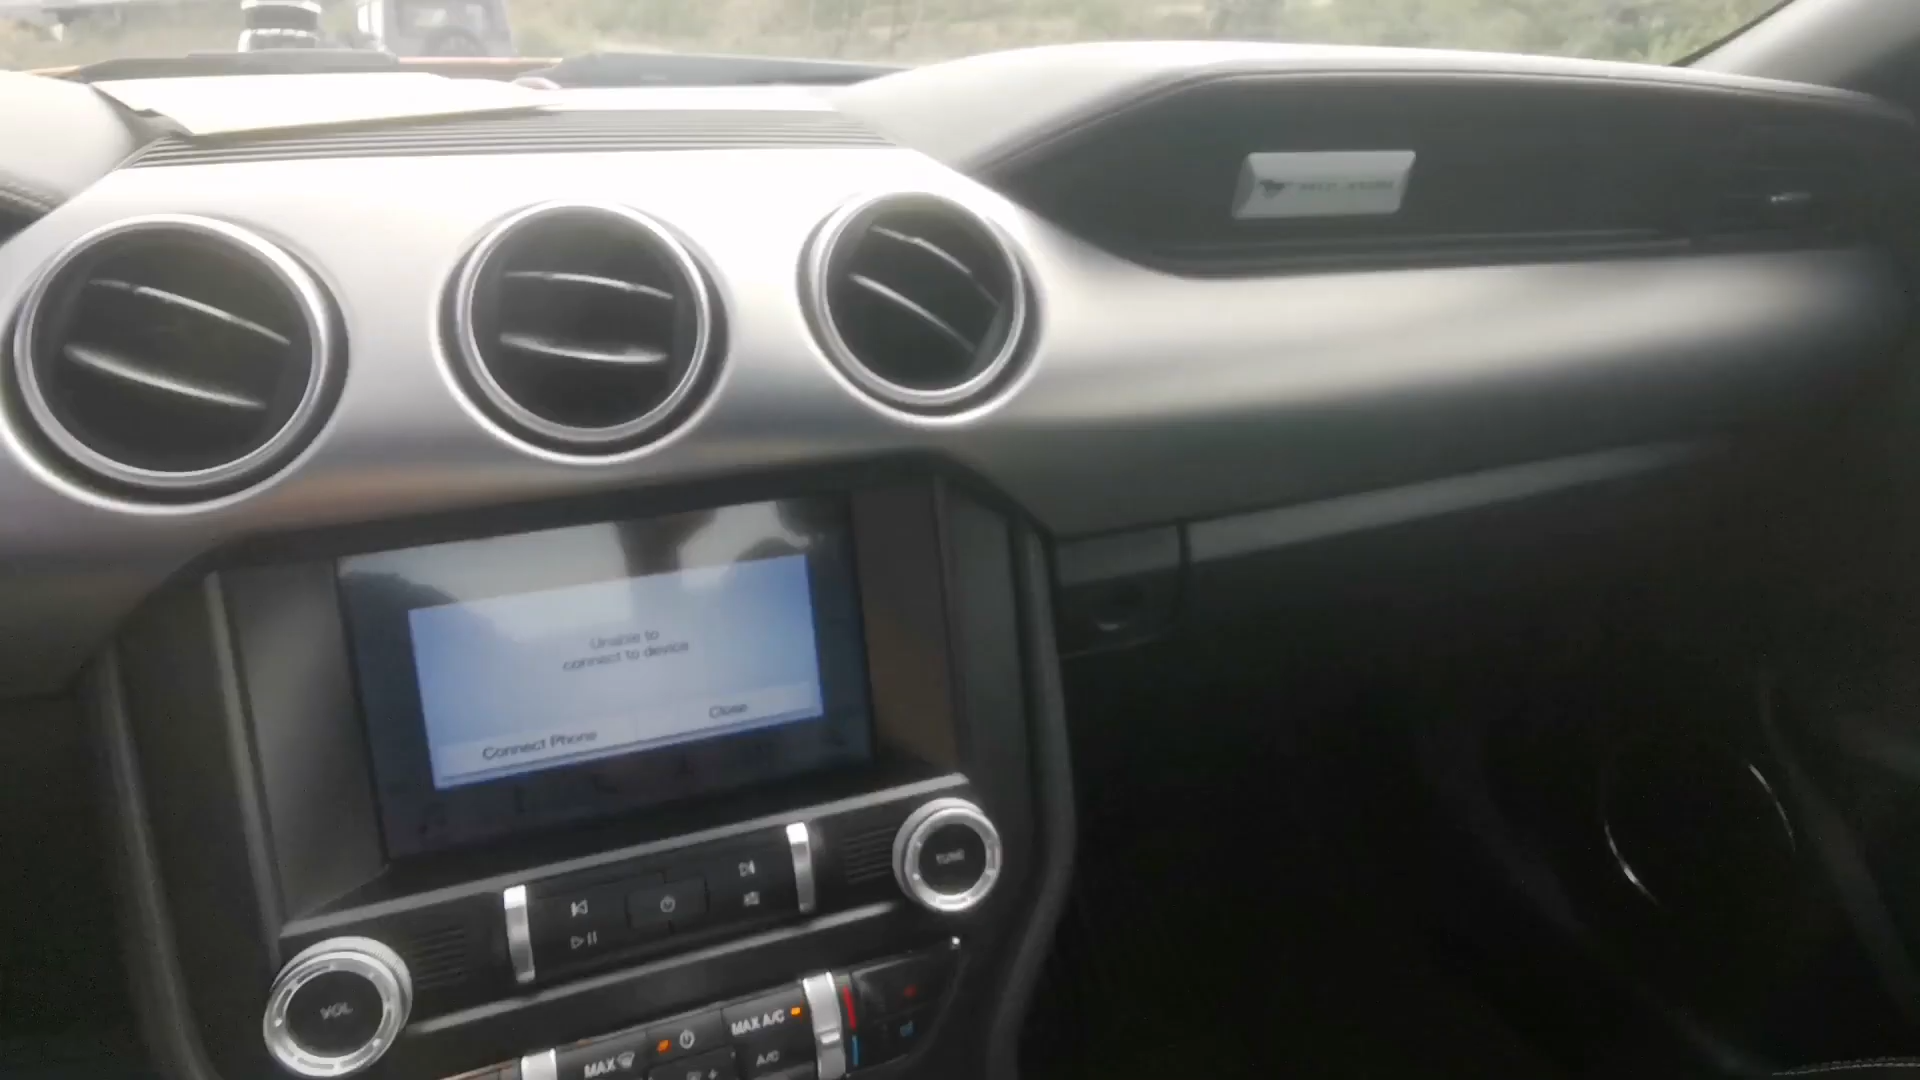 Unable to
connect to device
Close
Connect Phone
TUNE
VOL
MAX A/C
MAX
A/C